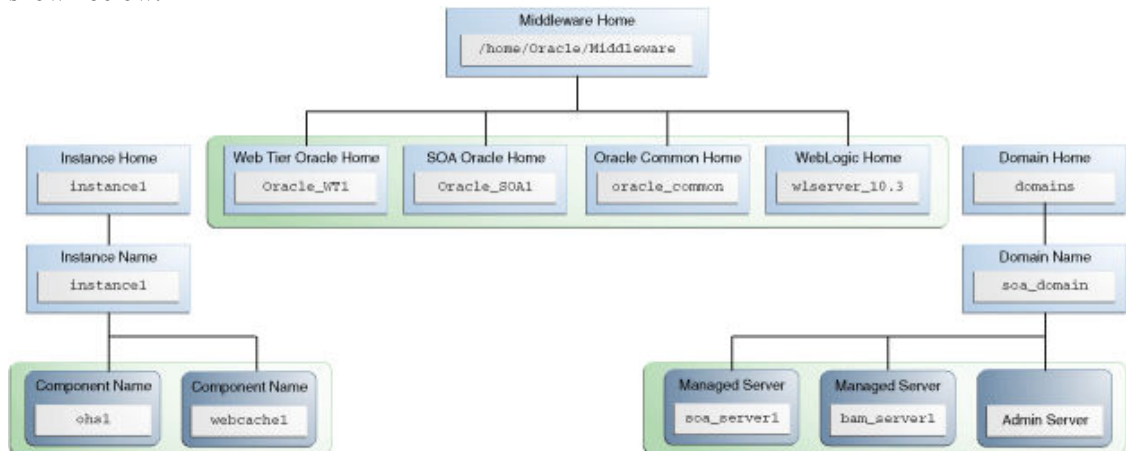 Middleware Home
/home/Oracle/Middleware
Instance Home
instance1
Web Tier Oracle Home
Oracle_WT1
SOA Oracle Home
Oracle_SOA1
Oracle Common Home
oracle_common
WebLogic Home
wlserver_10.3
Domain Home
domains
Instance Name
instance1
Domain Name
soa_domain
Component Name
ohs1
Component Name
webcache1
Managed Server
soa_server1
Managed Server
bam_server1
Admin Server